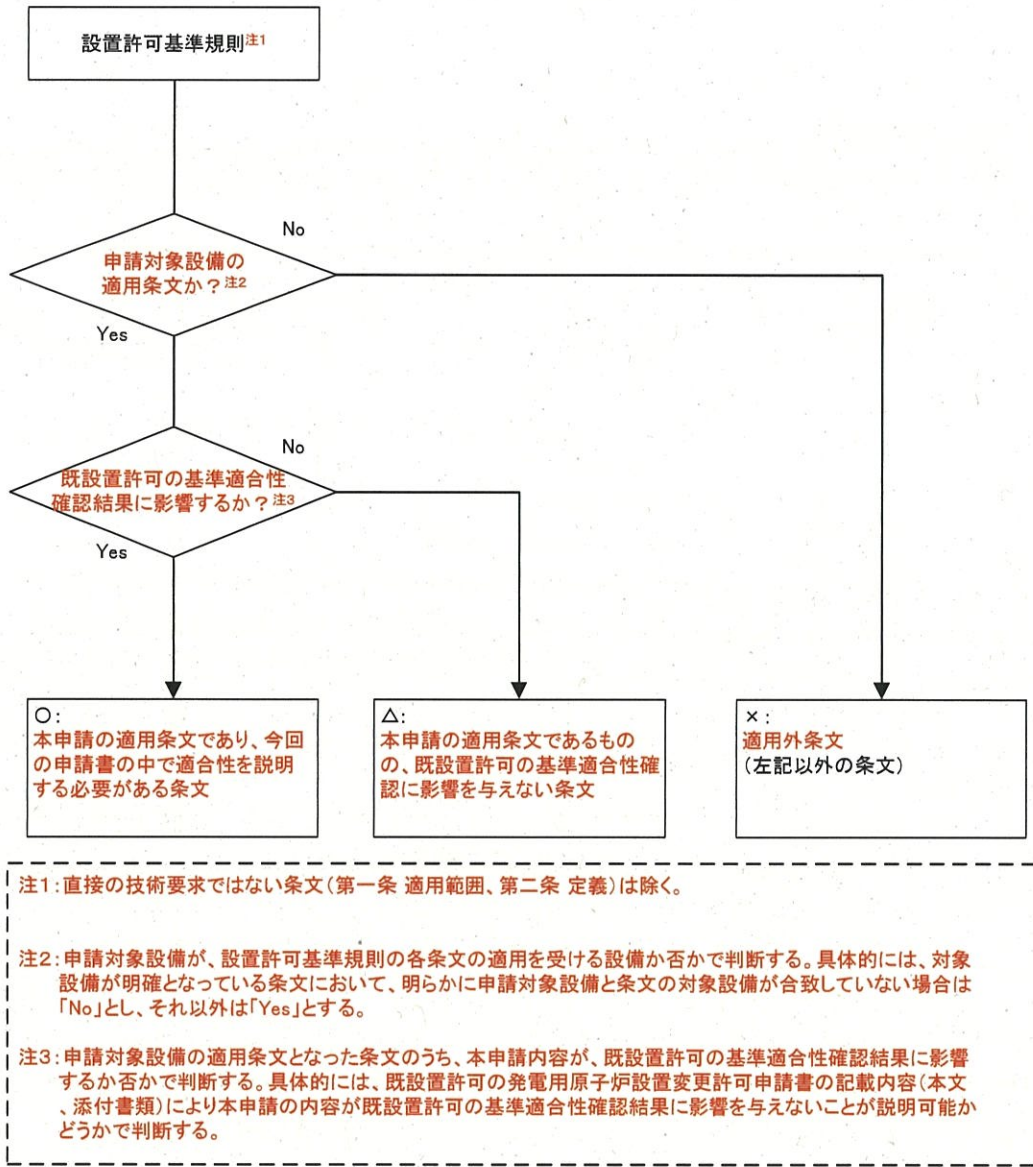 設置許可基準規則注1
No
申請対象設備の
適用条文か？注2
Yes
No
既設置許可の基準適合性
確認結果に影響するか？注3
Yes
○：
本申請の適用条文であり、今回
の申請書の中で適合性を説明
する必要がある条文
△：
本申請の適用条文であるもの
の、既設置許可の基準適合性確
認に影響を与えない条文
×：
適用外条文
（左記以外の条文）
注1：直接の技術要求ではない条文（第一条 適用範囲、第二条 定義）は除く。
注2：申請対象設備が、設置許可基準規則の各条文の適用を受ける設備か否かで判断する。具体的には、対象
設備が明確となっている条文において、明らかに申請対象設備と条文の対象設備が合致していない場合は
「No」とし、それ以外は「Yes」とする。
注3：申請対象設備の適用条文となった条文のうち、本申請内容が、既設置許可の基準適合性確認結果に影響
するか否かで判断する。具体的には、既設置許可の発電用原子炉設置変更許可申請書の記載内容（本文
、添付書類）により本申請の内容が既設置許可の基準適合性確認結果に影響を与えないことが説明可能か
どうかで判断する。